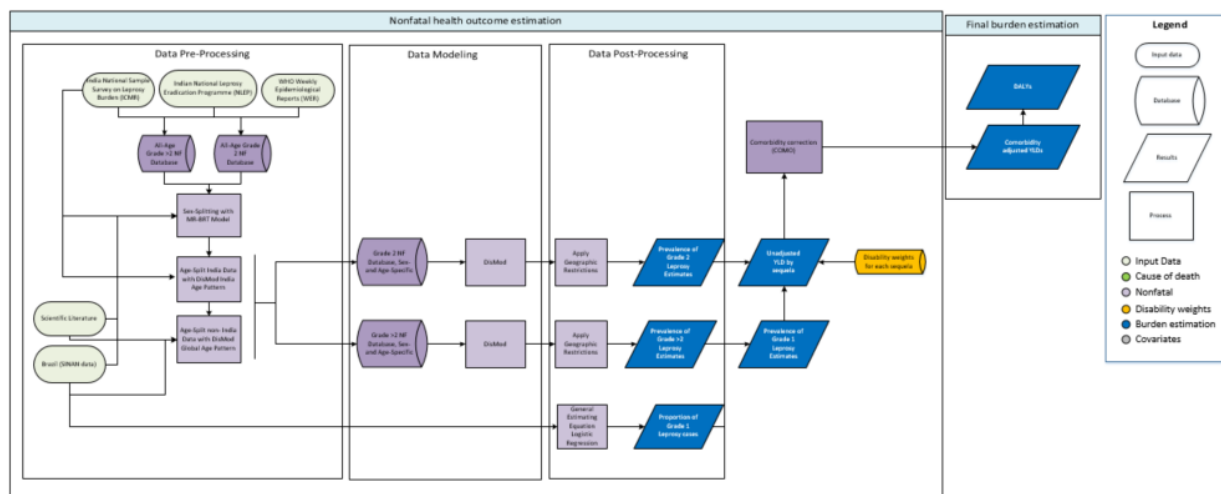 Nonfatal health outcome estimation
Final burden estimation
Legend
Data Pre-Processing
Data Modeling
Data Post-Processing
India National Sample
Survey on Leprosy
Burden (ICMR)
Indian National Leprosy
Eradication Programme (NLEP)
WHO Weekly
Epidemiological
Reports (WER)
All-Age
Grade >2 NF
Database
All-Age Grade
2 NF
Database
Sex-Splitting with
MR-BRT Model
Age-Split India Data
with DisMod India
Age Pattern
Age-Split non- India
Data with DisMod
Global Age Pattern
Scientific Literature
Brazil (SINAN data)
Grade 2 NF
Database, Sex-
and Age-Specific
DisMod
Apply
Geographic
Restrictions
Prevalence of
Grade 2
Leprosy
Estimates
Unadjusted
YLD by
sequela
Disability weights
for each sequela
Grade >2 NF
Database, Sex-
and Age-Specific
DisMod
Apply
Geographic
Restrictions
Prevalence of
Grade >2
Leprosy
Estimates
Prevalence of
Grade 1
Leprosy
Estimates
General
Estimating
Equation
Logistic
Regression
Proportion of
Grade 1
Leprosy cases
Comorbidity correction
(COMO)
DALYs
Comorbidity
adjusted YLDs
Input data
Database
Results
Process
Input Data
Cause of death
Nonfatal
Disability weights
Burden estimation
Covariates